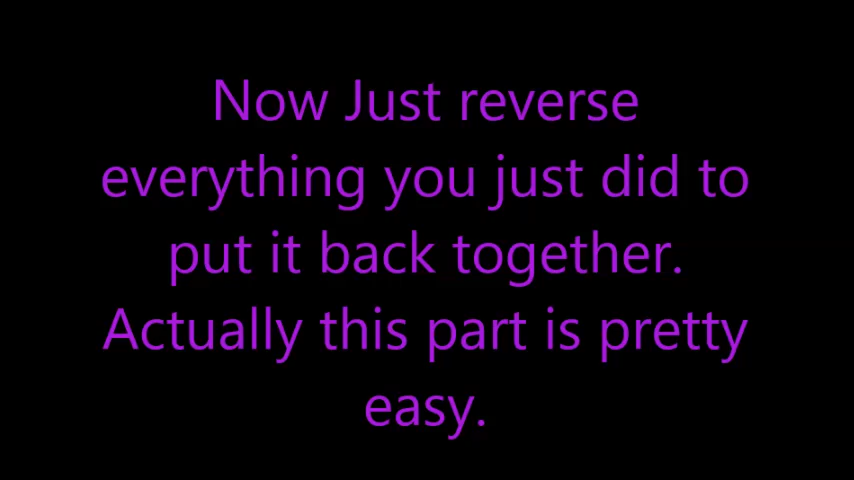 Now Just reverse
everything you just did to
put it back together.
Actually this part is pretty
easy.